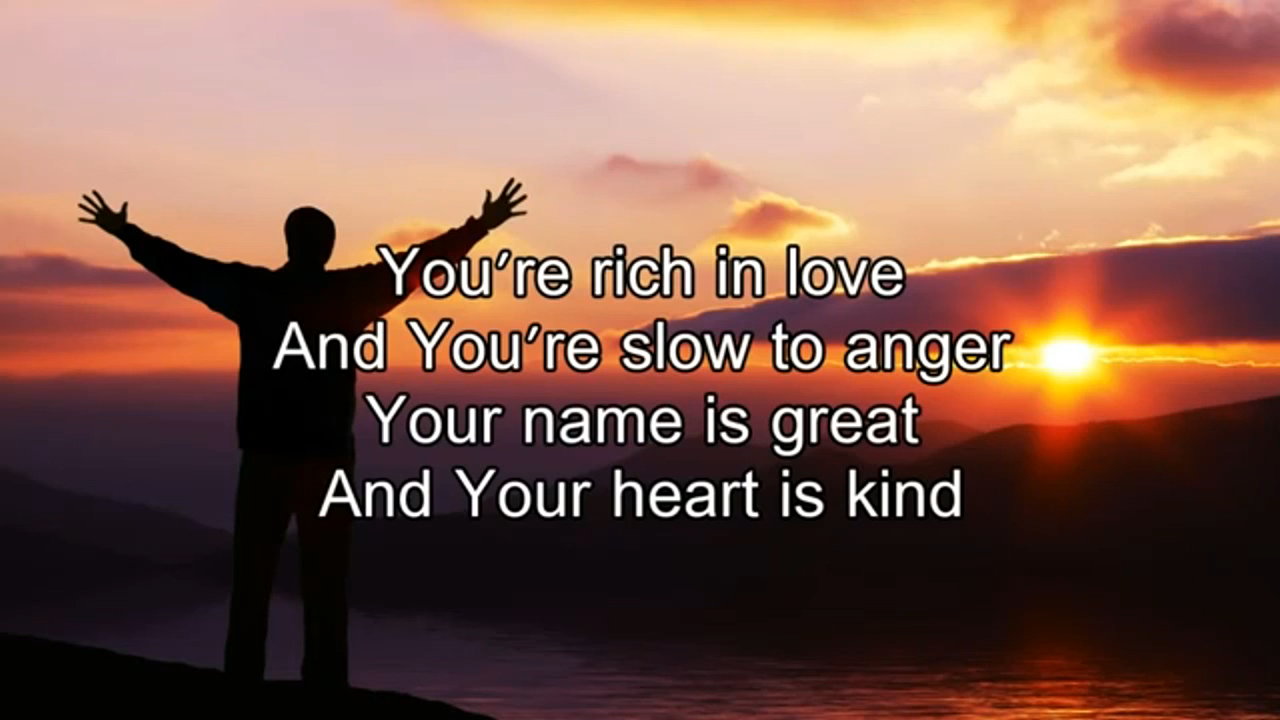 You′re rich in love
And You′re slow to anger
Your name is great
And Your heart is kind